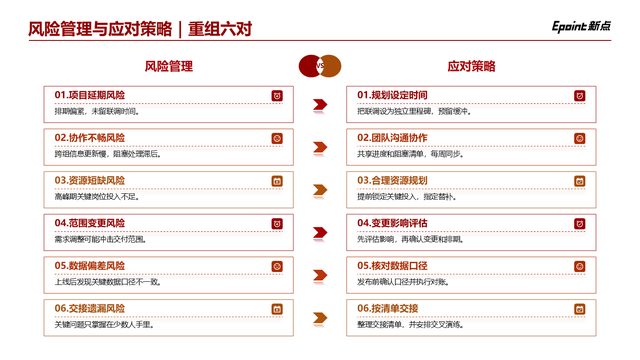 风险管理与应对策略｜重组六对
Epoint新点
风险管理
VS
应对策略
01.项目延期风险
排期偏紧，未留联调时间。
01.规划设定时间
把联调设为独立里程碑，预留缓冲。
02.协作不畅风险
跨组信息更新慢，阻塞处理滞后。
02.团队沟通协作
共享进度和阻塞清单，每周同步。
03.资源短缺风险
高峰期关键岗位投入不足。
03.合理资源规划
提前锁定关键投入，指定替补。
04.范围变更风险
需求调整可能冲击交付范围。
04.变更影响评估
先评估影响，再确认变更和排期。
05.数据偏差风险
上线后发现关键数据口径不一致。
05.核对数据口径
发布前确认口径并执行对账。
06.交接遗漏风险
关键问题只掌握在少数人手里。
06.按清单交接
整理交接清单，并安排交叉演练。